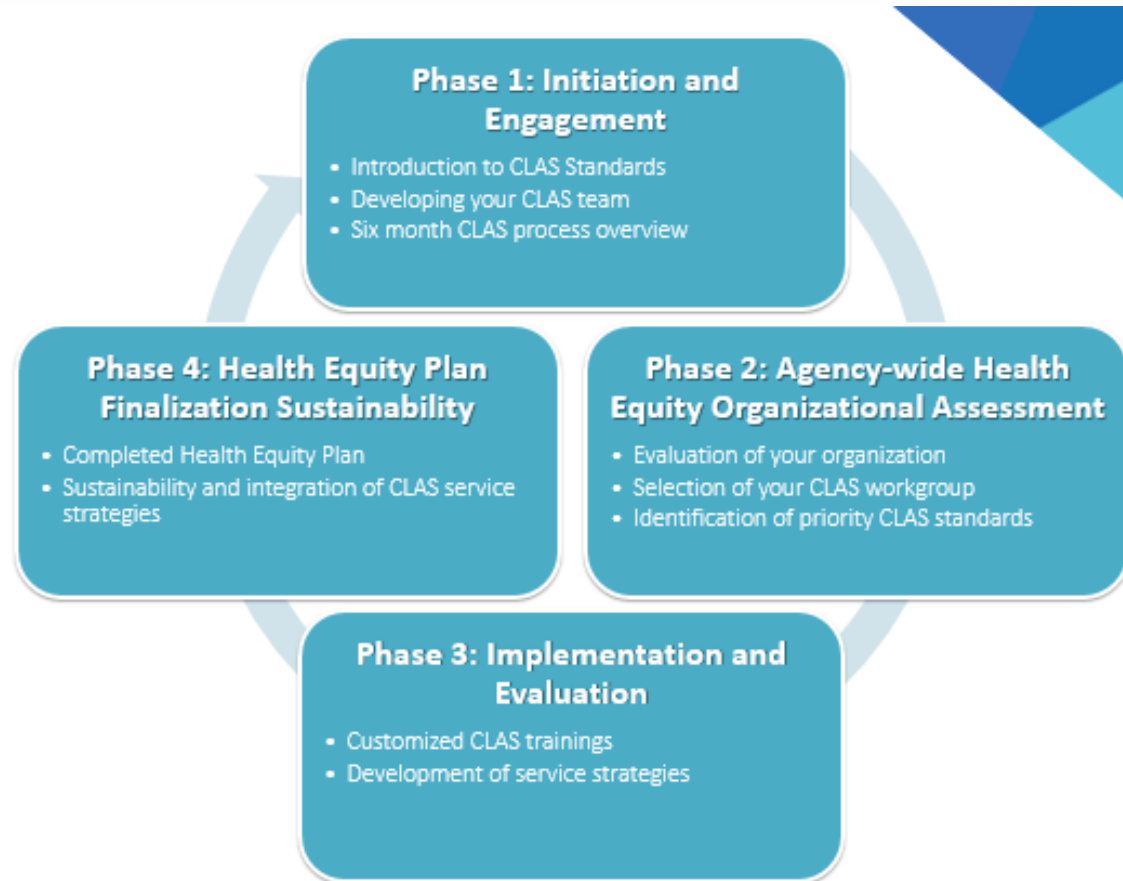 Phase 1: Initiation and
Engagement
• Introduction to CLAS Standards
• Developing your CLAS team
• Six month CLAS process overview
Phase 2: Agency-wide Health
Equity Organizational Assessment
• Evaluation of your organization
• Selection of your CLAS workgroup
• Identification of priority CLAS standards
Phase 3: Implementation and
Evaluation
• Customized CLAS trainings
• Development of service strategies
Phase 4: Health Equity Plan
Finalization Sustainability
• Completed Health Equity Plan
• Sustainability and integration of CLAS service
strategies